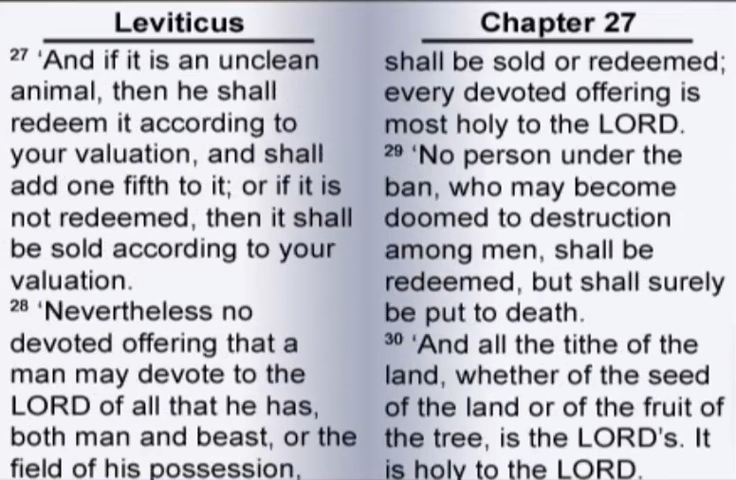 Leviticus
27 ‘And if it is an unclean
animal, then he shall
redeem it according to
your valuation, and shall
add one fifth to it; or if it is
not redeemed, then it shall
be sold according to your
valuation.
28 ‘Nevertheless no
devoted offering that a
man may devote to the
LORD of all that he has,
both man and beast, or the
field of his possession,
Chapter 27
shall be sold or redeemed;
every devoted offering is
most holy to the LORD.
29 ‘No person under the
ban, who may become
doomed to destruction
among men, shall be
redeemed, but shall surely
be put to death.
30 ‘And all the tithe of the
land, whether of the seed
of the land or of the fruit of
the tree, is the LORD's. It
is holy to the LORD.